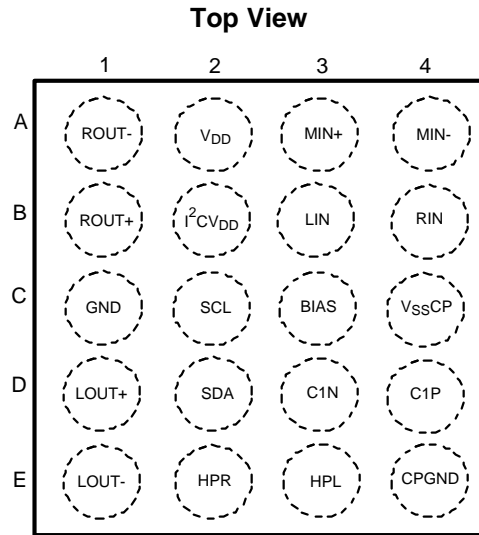 Top View
1 2 3 4
A ROUT- VDD MIN+ MIN-
B ROUT+ I²CVDD LIN RIN
C GND SCL BIAS VSSCP
D LOUT+ SDA C1N C1P
E LOUT- HPR HPL CPGND